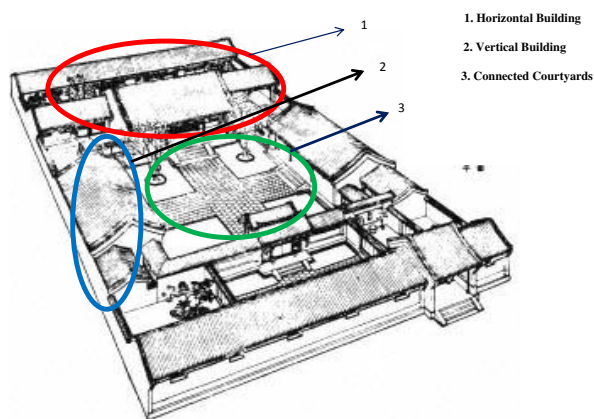 1
1. Horizontal Building
2
2. Vertical Building
3. Connected Courtyards
3